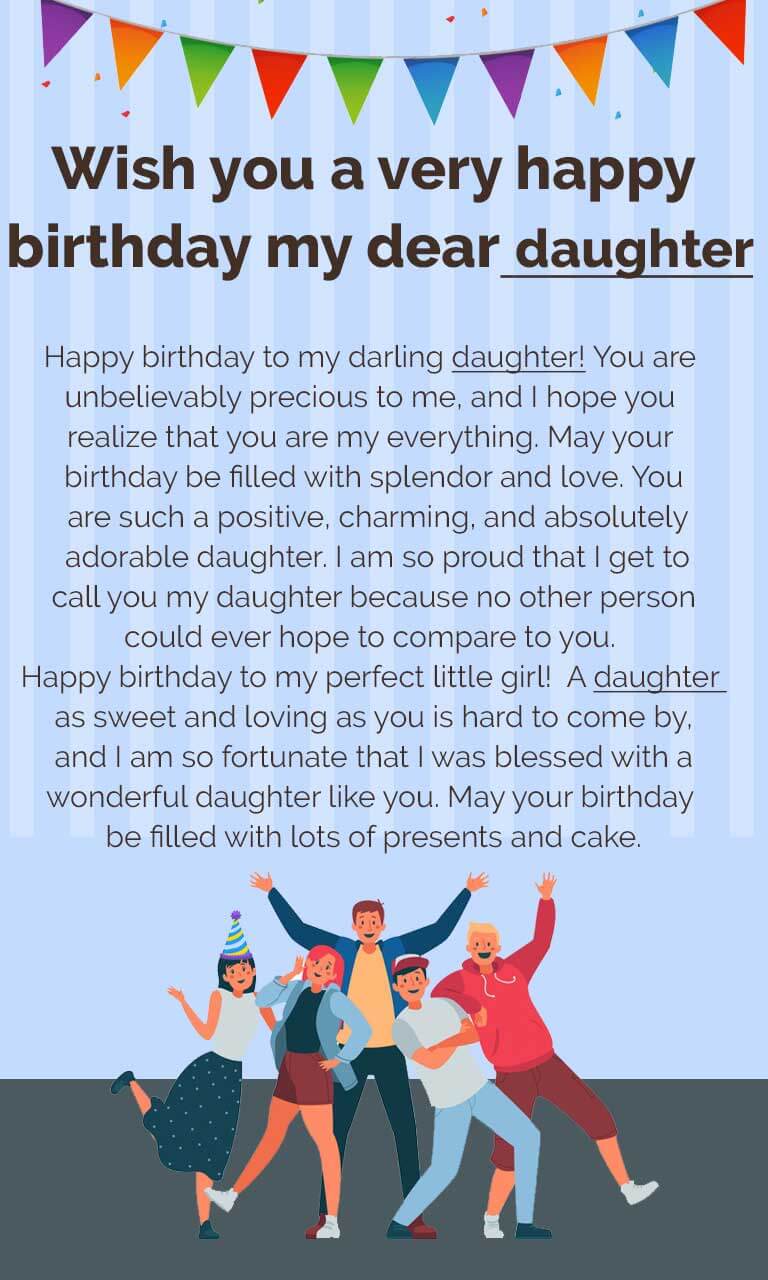 Wish you a very happy
birthday my dear daughter
Happy birthday to my darling daughter! You are
unbelievably precious to me, and I hope you
realize that you are my everything. May your
birthday be filled with splendor and love. You
are such a positive, charming, and absolutely
adorable daughter. I am so proud that I get to
call you my daughter because no other person
could ever hope to compare to you.
Happy birthday to my perfect little girl! A daughter
as sweet and loving as you is hard to come by,
and I am so fortunate that I was blessed with a
wonderful daughter like you. May your birthday
be filled with lots of presents and cake.